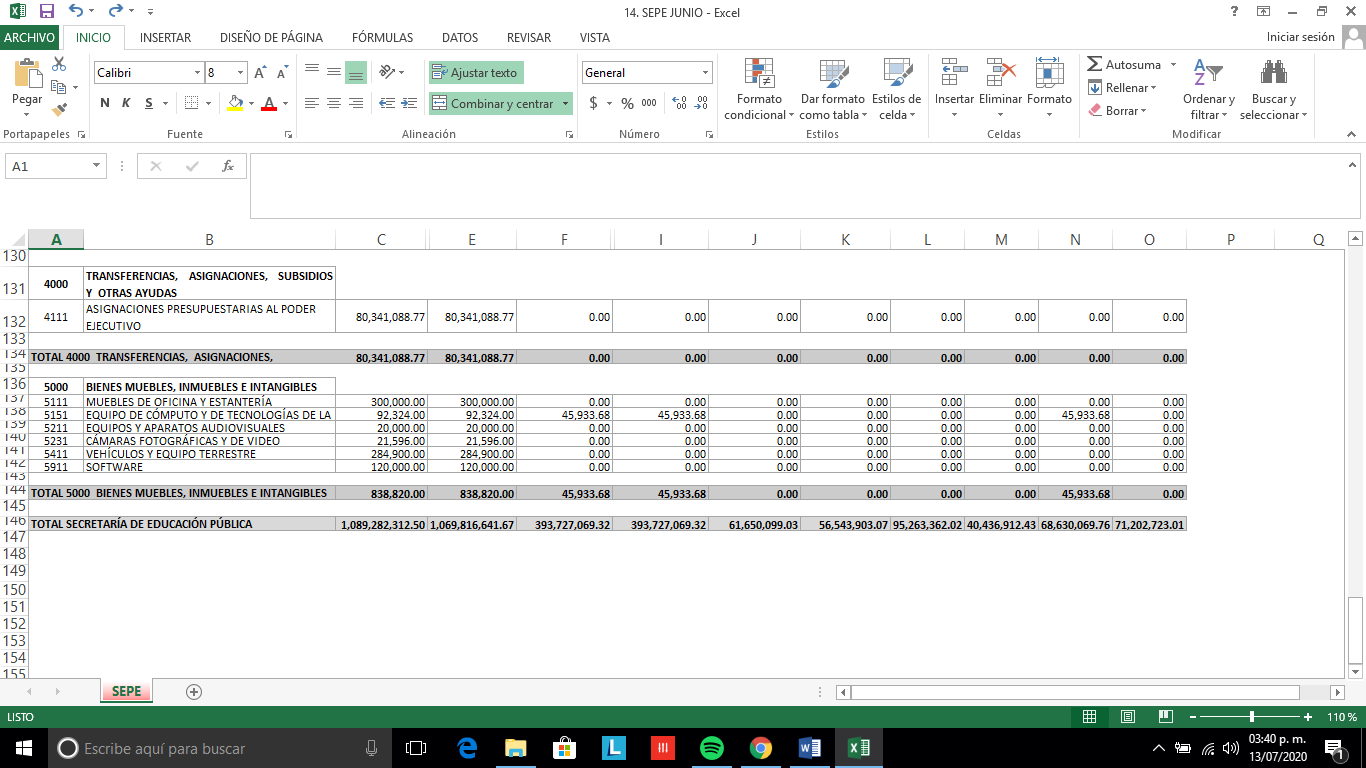 14. SEPE JUNIO - Excel
?
ARCHIVO INICIO INSERTAR DISEÑO DE PÁGINA FÓRMULAS DATOS REVISAR VISTA Iniciar sesión
Pegar
Portapapeles
Calibri 8
N K S
Fuente
Ajustar texto
Combinar y centrar
Alineación
General
$ % 000
Número
Formato condicional
Dar formato como tabla
Estilos de celda
Estilos
Insertar Eliminar Formato
Celdas
Autosuma
Rellenar
Borrar
Ordenar y filtrar
Buscar y seleccionar
Modificar
A1 fx
A B C E F I J K L M N O P Q
130
131 4000 TRANSFERENCIAS, ASIGNACIONES, SUBSIDIOS
Y OTRAS AYUDAS
132 4111 ASIGNACIONES PRESUPUESTARIAS AL PODER
EJECUTIVO 80,341,088.77 80,341,088.77 0.00 0.00 0.00 0.00 0.00 0.00 0.00 0.00
133
134 TOTAL 4000 TRANSFERENCIAS, ASIGNACIONES, 80,341,088.77 80,341,088.77 0.00 0.00 0.00 0.00 0.00 0.00 0.00 0.00
135
136 5000 BIENES MUEBLES, INMUEBLES E INTANGIBLES
137 5111 MUEBLES DE OFICINA Y ESTANTERÍA 300,000.00 300,000.00 0.00 0.00 0.00 0.00 0.00 0.00 0.00 0.00
138 5151 EQUIPO DE CÓMPUTO Y DE TECNOLOGÍAS DE LA 92,324.00 92,324.00 45,933.68 45,933.68 0.00 0.00 0.00 0.00 45,933.68 0.00
139 5211 EQUIPOS Y APARATOS AUDIOVISUALES 20,000.00 20,000.00 0.00 0.00 0.00 0.00 0.00 0.00 0.00 0.00
140 5231 CÁMARAS FOTOGRÁFICAS Y DE VIDEO 21,596.00 21,596.00 0.00 0.00 0.00 0.00 0.00 0.00 0.00 0.00
141 5411 VEHÍCULOS Y EQUIPO TERRESTRE 284,900.00 284,900.00 0.00 0.00 0.00 0.00 0.00 0.00 0.00 0.00
142 5911 SOFTWARE 120,000.00 120,000.00 0.00 0.00 0.00 0.00 0.00 0.00 0.00 0.00
143
144 TOTAL 5000 BIENES MUEBLES, INMUEBLES E INTANGIBLES 838,820.00 838,820.00 45,933.68 45,933.68 0.00 0.00 0.00 0.00 45,933.68 0.00
145
146 TOTAL SECRETARÍA DE EDUCACIÓN PÚBLICA 1,089,282,312.50 1,069,816,641.67 393,727,069.32 393,727,069.32 61,650,099.03 56,543,903.07 95,263,362.02 40,436,912.43 68,630,069.76 71,202,723.01
147
148
149
150
151
152
153
154
155
SEPE
LISTO 110 %
Escribe aquí para buscar
03:40 p. m.
13/07/2020
1